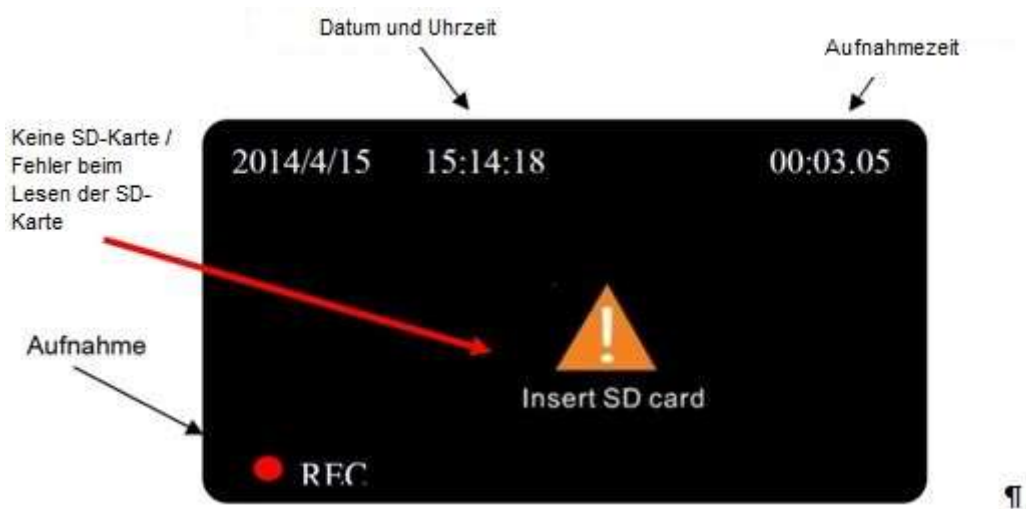 Datum und Uhrzeit
Aufnahmezeit
Keine SD-Karte /
Fehler beim
Lesen der SD-
Karte
2014/4/15 15:14:18 00:03.05
Insert SD card
Aufnahme
REC
¶